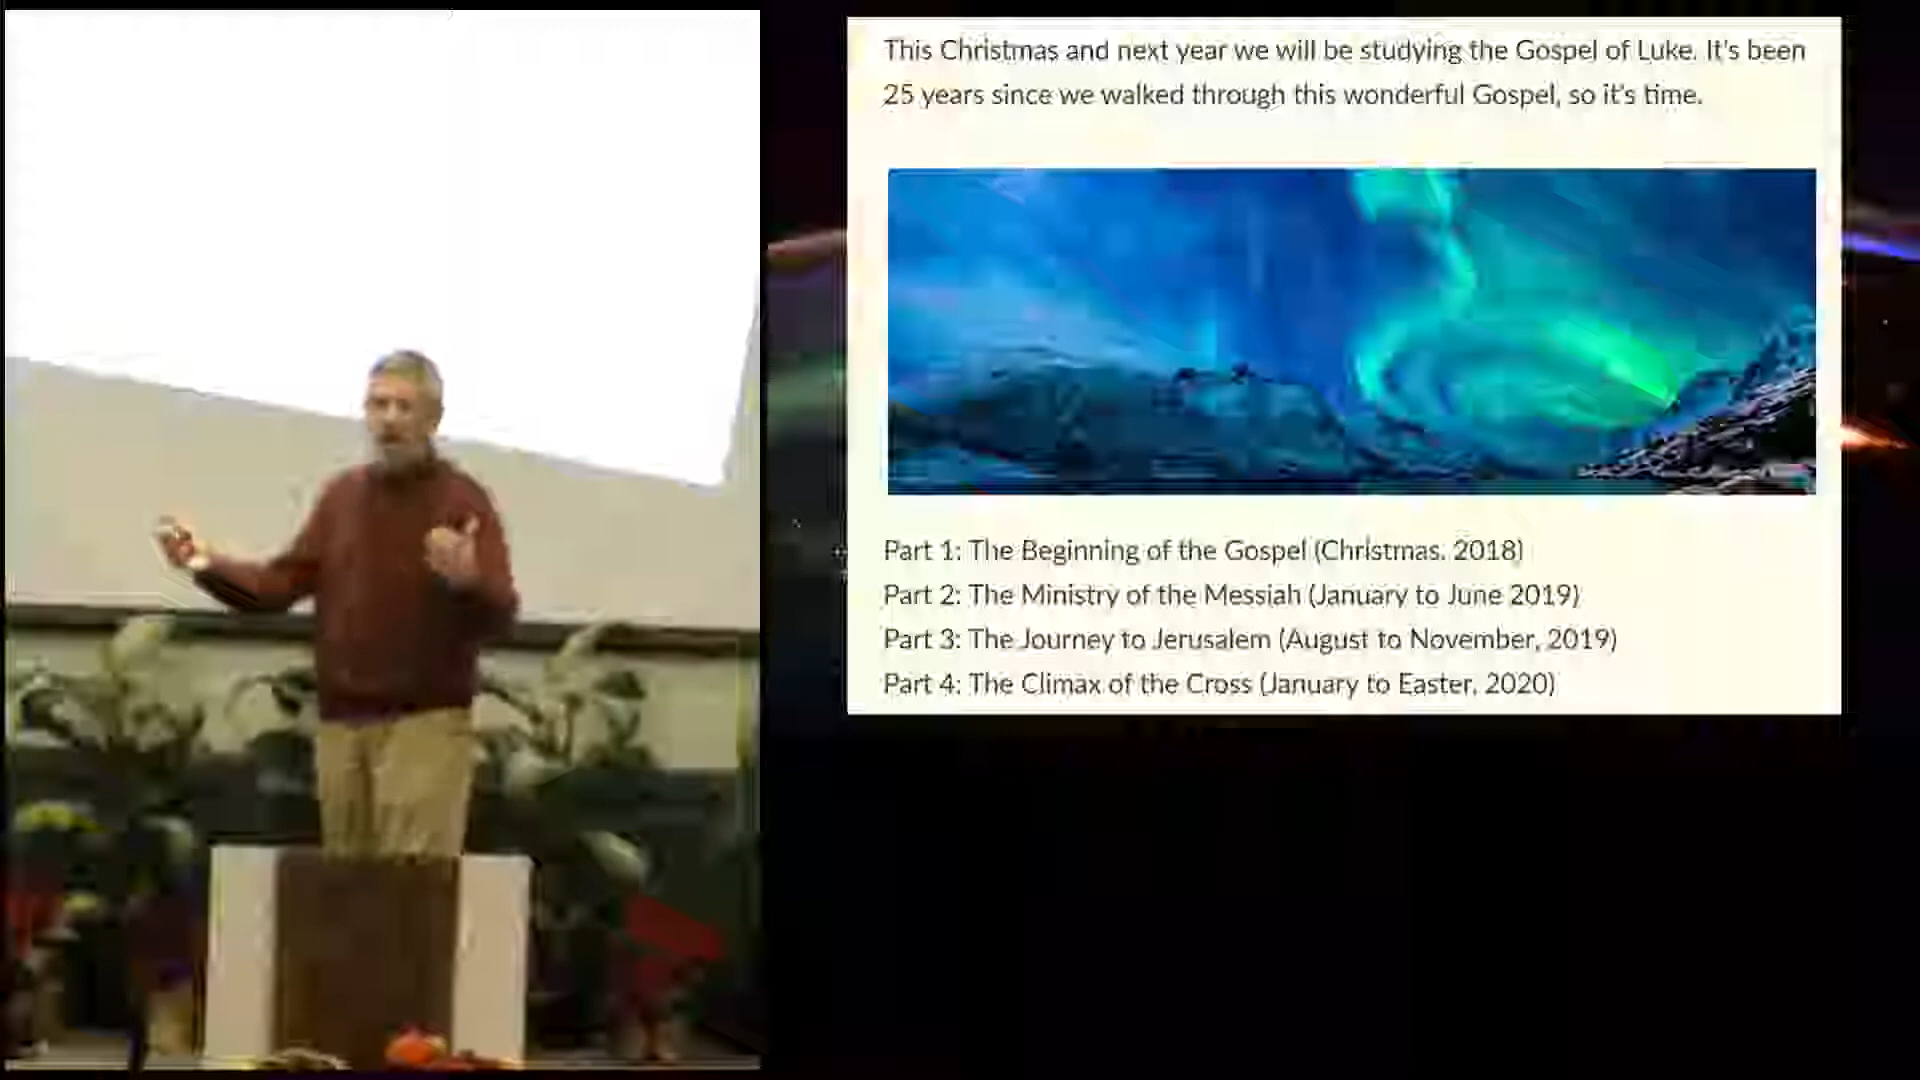 This Christmas and next year we will be studying the Gospel of Luke. It's been
25 years since we walked through this wonderful Gospel, so it's time.
Part 1: The Beginning of the Gospel (Christmas, 2018)
Part 2: The Ministry of the Messiah (January to June 2019)
Part 3: The Journey to Jerusalem (August to November, 2019)
Part 4: The Climax of the Cross (January to Easter, 2020)